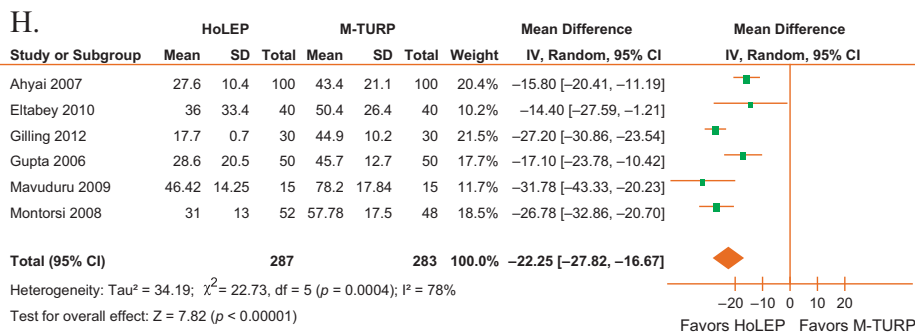 H.
HoLEP M-TURP Mean Difference Mean Difference
Study or Subgroup Mean SD Total Mean SD Total Weight IV, Random, 95% CI IV, Random, 95% CI
Ahyai 2007 27.6 10.4 100 43.4 21.1 100 20.4% −15.80 [−20.41, −11.19]
Eltabey 2010 36 33.4 40 50.4 26.4 40 10.2% −14.40 [−27.59, −1.21]
Gilling 2012 17.7 0.7 30 44.9 10.2 30 21.5% −27.20 [−30.86, −23.54]
Gupta 2006 28.6 20.5 50 45.7 12.7 50 17.7% −17.10 [−23.78, −10.42]
Mavuduru 2009 46.42 14.25 15 78.2 17.84 15 11.7% −31.78 [−43.33, −20.23]
Montorsi 2008 31 13 52 57.78 17.5 48 18.5% −26.78 [−32.86, −20.70]
Total (95% CI) 287 283 100.0% −22.25 [−27.82, −16.67]
Heterogeneity: Tau² = 34.19; χ²= 22.73, df = 5 (p = 0.0004); I² = 78%
Test for overall effect: Z = 7.82 (p < 0.00001)
−20 −10 0 10 20
Favors HoLEP Favors M-TURP